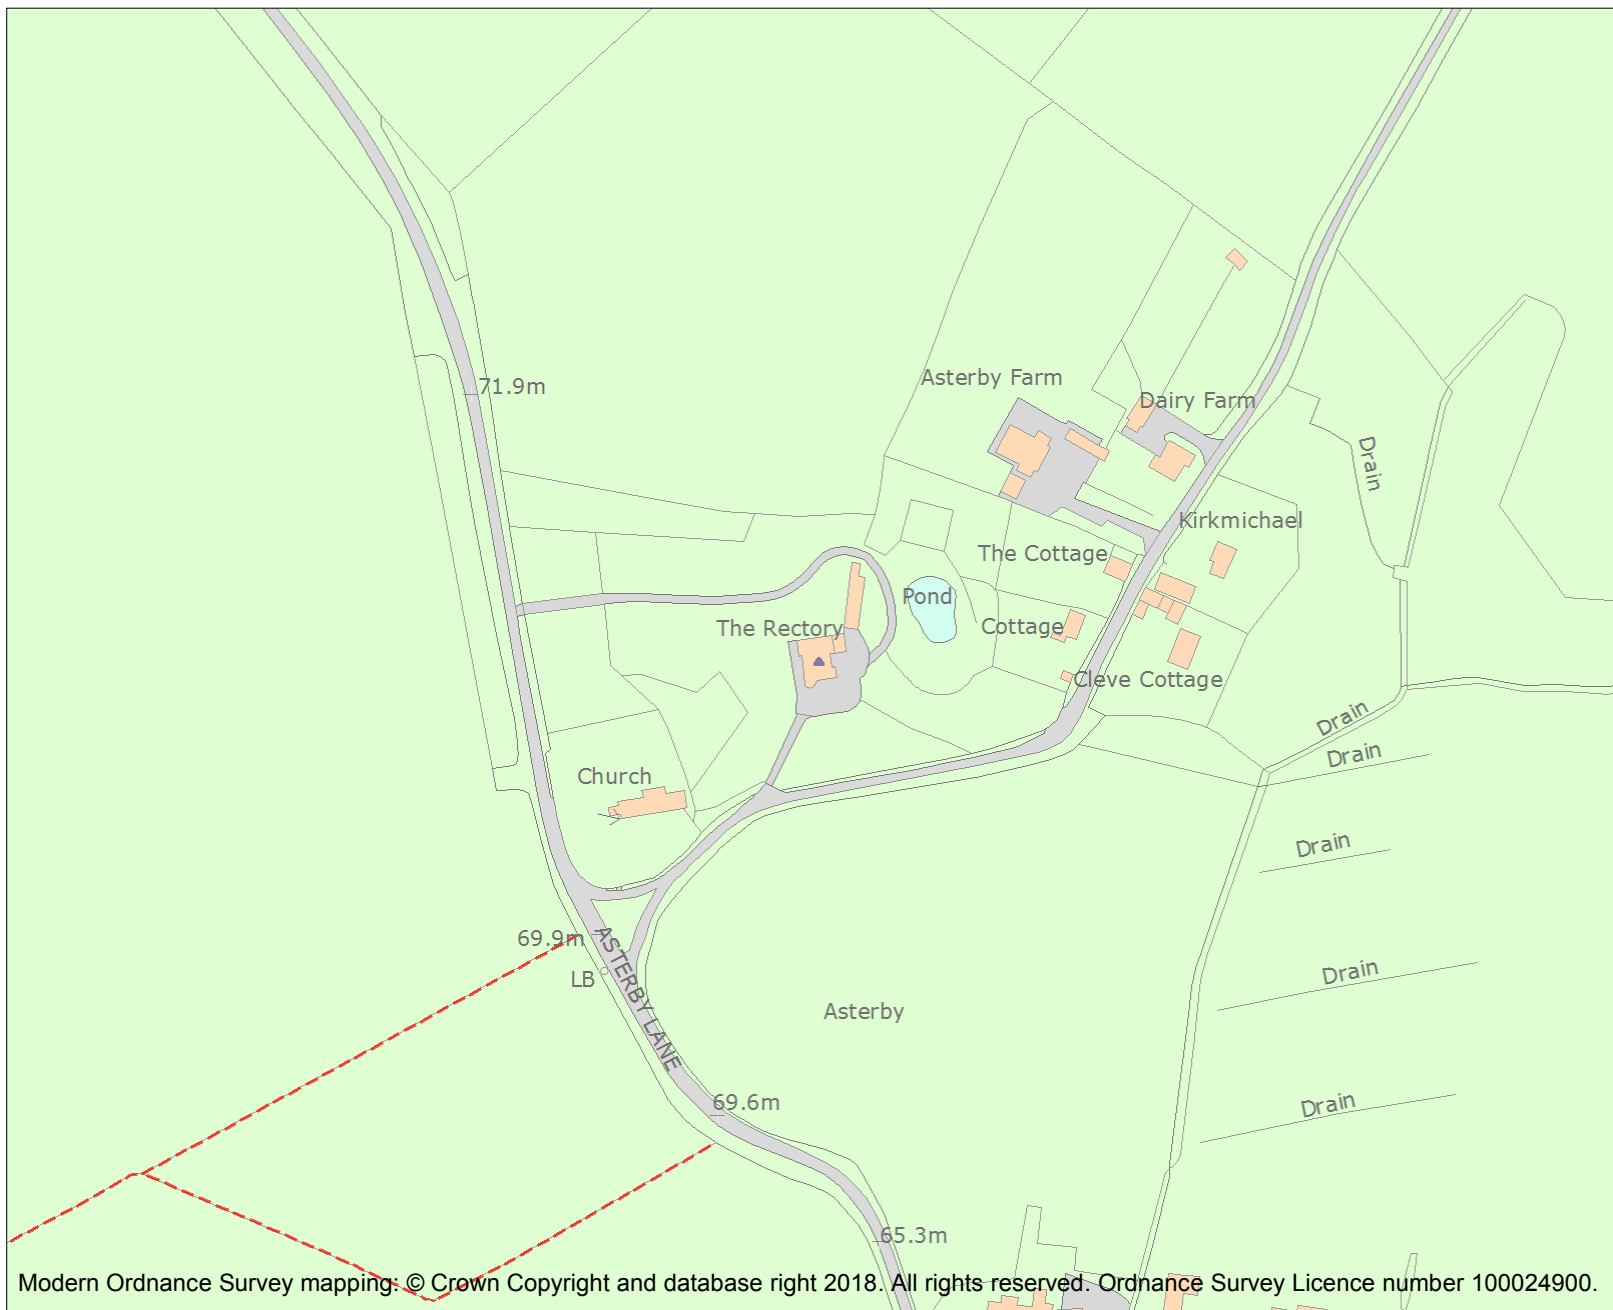 71.9m
Asterby Farm
Dairy Farm
Drain
Kirkmichael
The Cottage
Pond
The Rectory
Cottage
Cleve Cottage
Drain
Drain
Church
Drain
69.9m
ASTERBY LANE
LB
Drain
Asterby
69.6m
Drain
65.3m
Modern Ordnance Survey mapping: © Crown Copyright and database right 2018. All rights reserved. Ordnance Survey Licence number 100024900.